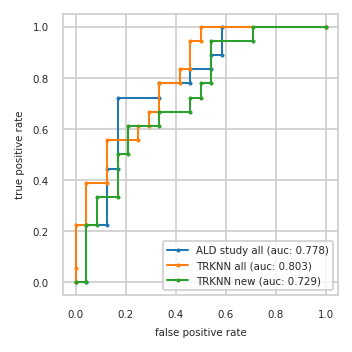 1.0
0.8
0.6
0.4
0.2
0.0
true positive rate
ALD study all (auc: 0.778)
TRKNN all (auc: 0.803)
TRKNN new (auc: 0.729)
0.0 0.2 0.4 0.6 0.8 1.0
false positive rate